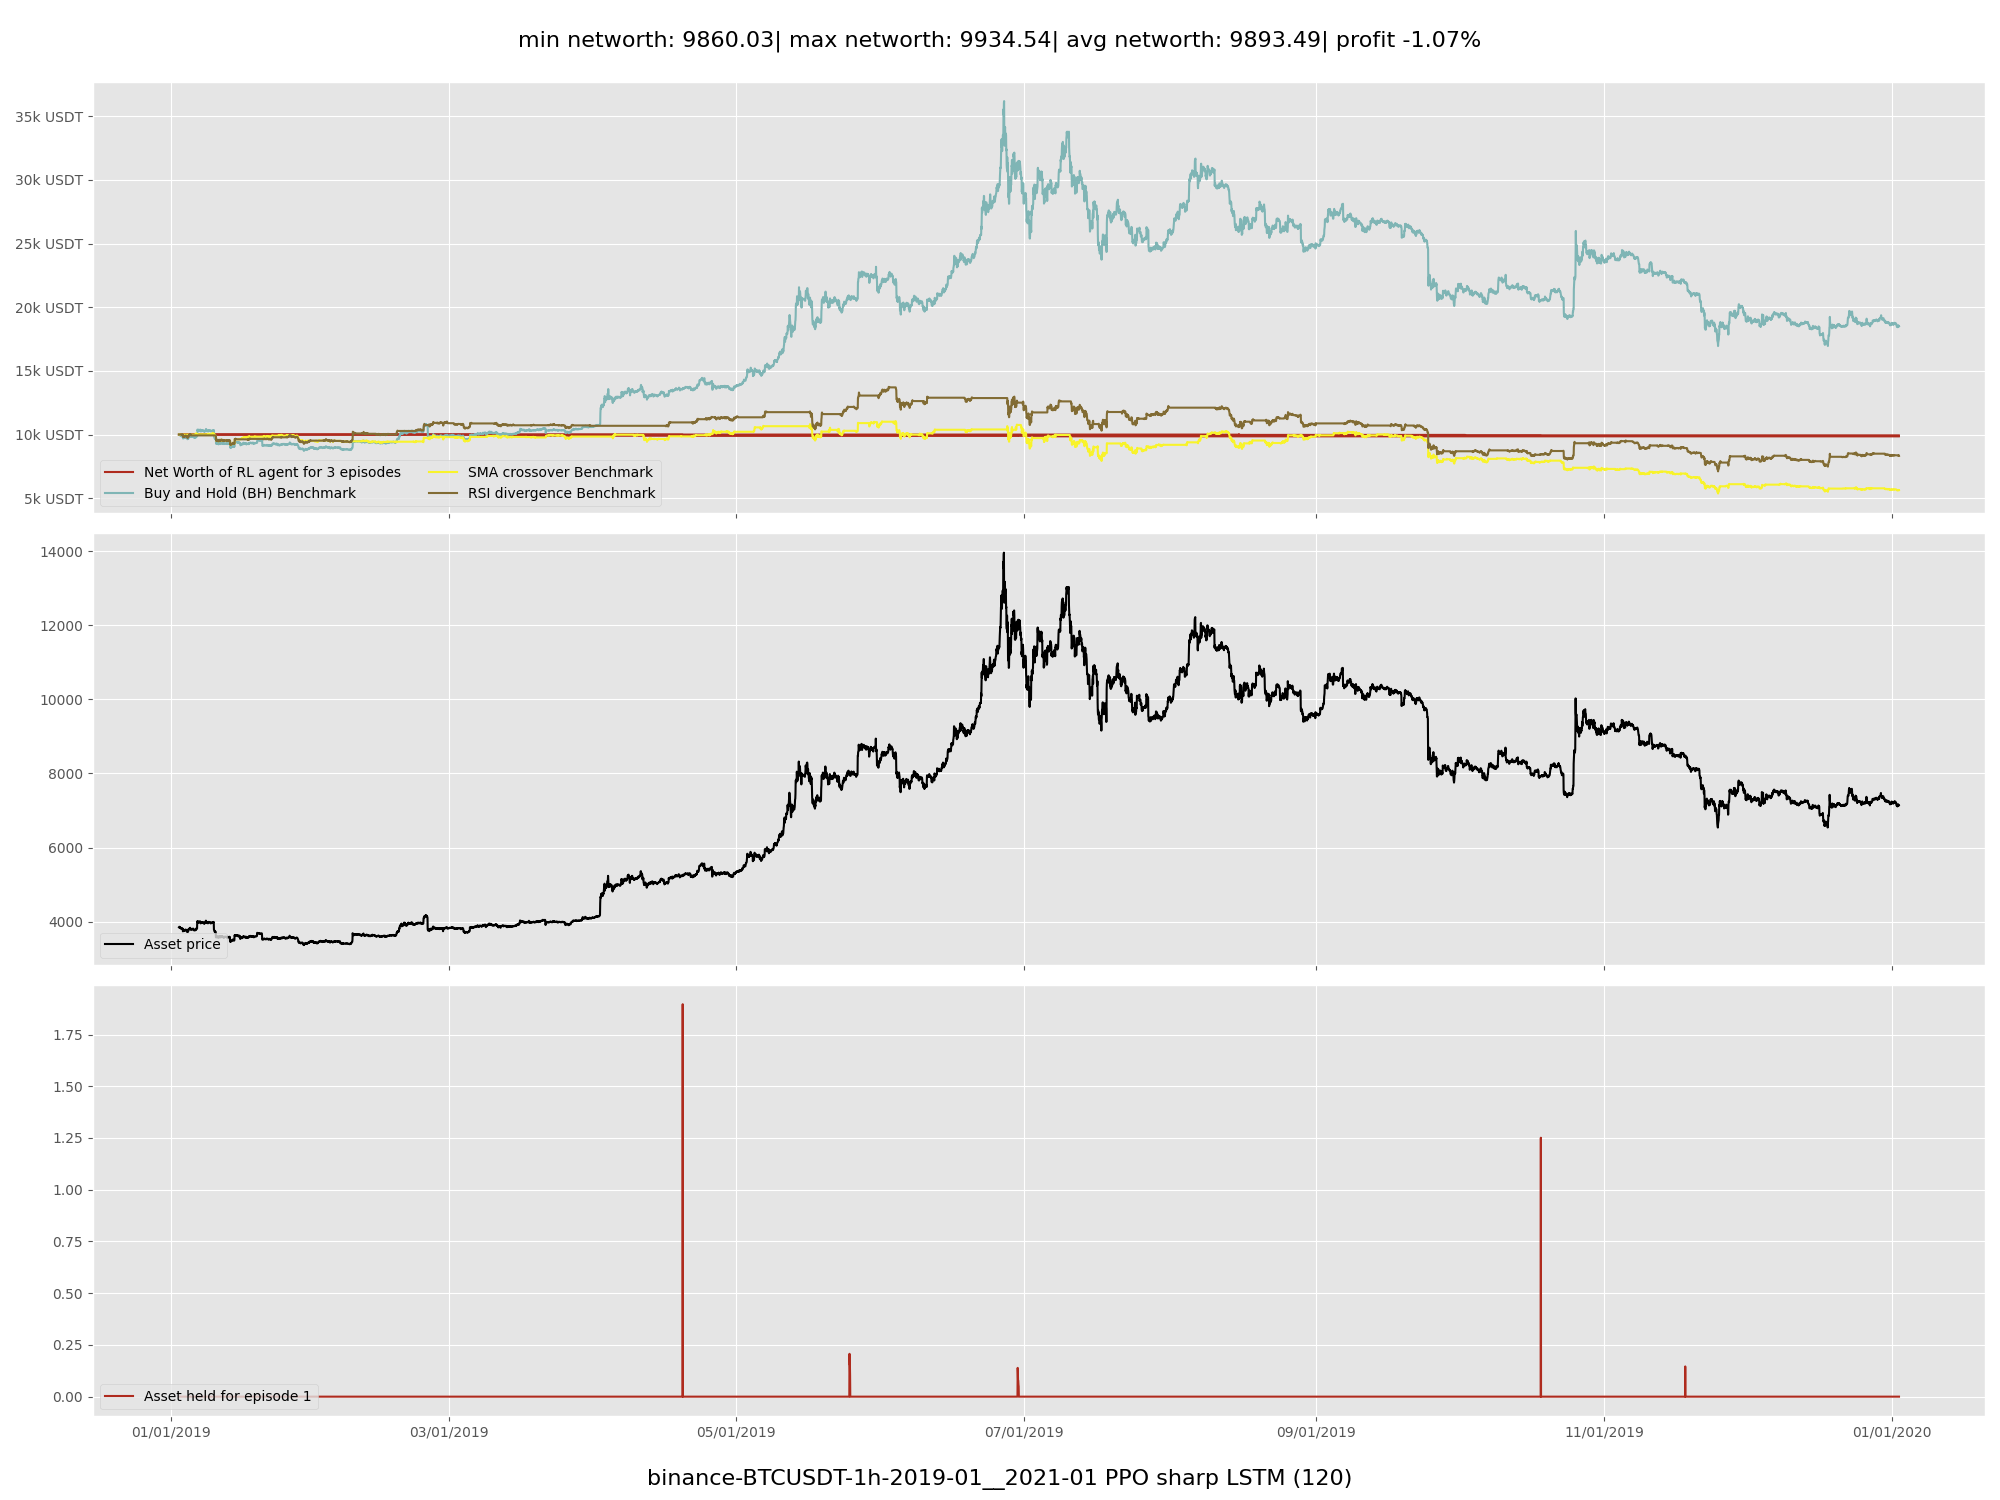 min networth: 9860.03| max networth: 9934.54| avg networth: 9893.49| profit -1.07%
35k USDT
30k USDT
25k USDT
20k USDT
15k USDT
10k USDT
5k USDT
Net Worth of RL agent for 3 episodes
Buy and Hold (BH) Benchmark
SMA crossover Benchmark
RSI divergence Benchmark
14000
12000
10000
8000
6000
4000
Asset price
1.75
1.50
1.25
1.00
0.75
0.50
0.25
0.00
Asset held for episode 1
01/01/2019 03/01/2019 05/01/2019 07/01/2019 09/01/2019 11/01/2019 01/01/2020
binance-BTCUSDT-1h-2019-01__2021-01 PPO sharp LSTM (120)